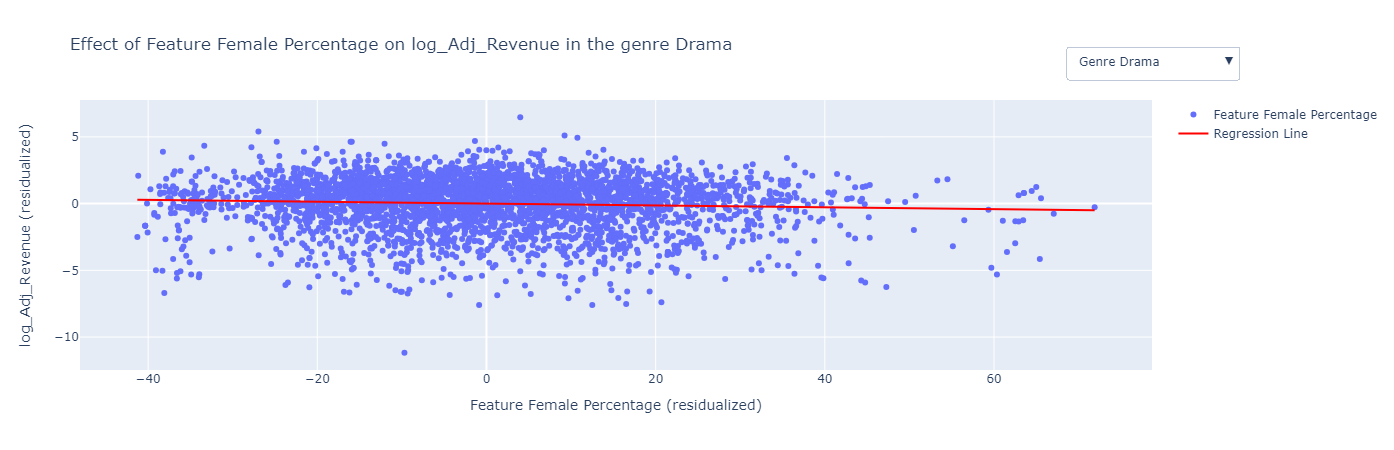 Effect of Feature Female Percentage on log_Adj_Revenue in the genre Drama
Genre Drama ▼
Feature Female Percentage
Regression Line
log_Adj_Revenue (residualized)
5
0
−5
−10
−40 −20 0 20 40 60
Feature Female Percentage (residualized)